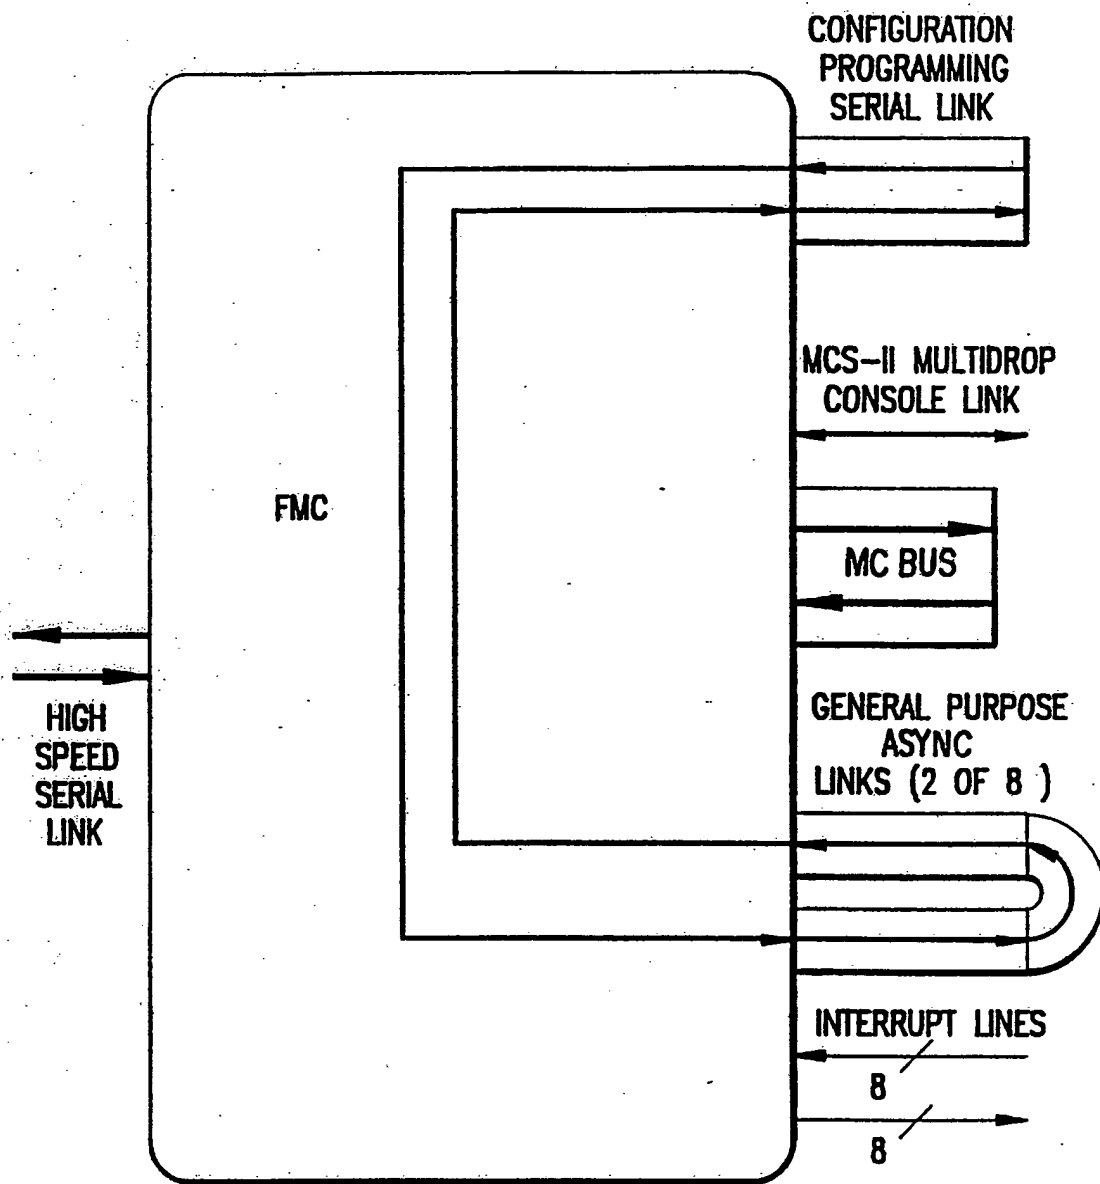 CONFIGURATION
PROGRAMMING
SERIAL LINK
MCS-II MULTIDROP
CONSOLE LINK
FMC
MC BUS
HIGH
SPEED
SERIAL
LINK
GENERAL PURPOSE
ASYNC
LINKS (2 OF 8 )
INTERRUPT LINES
8
8